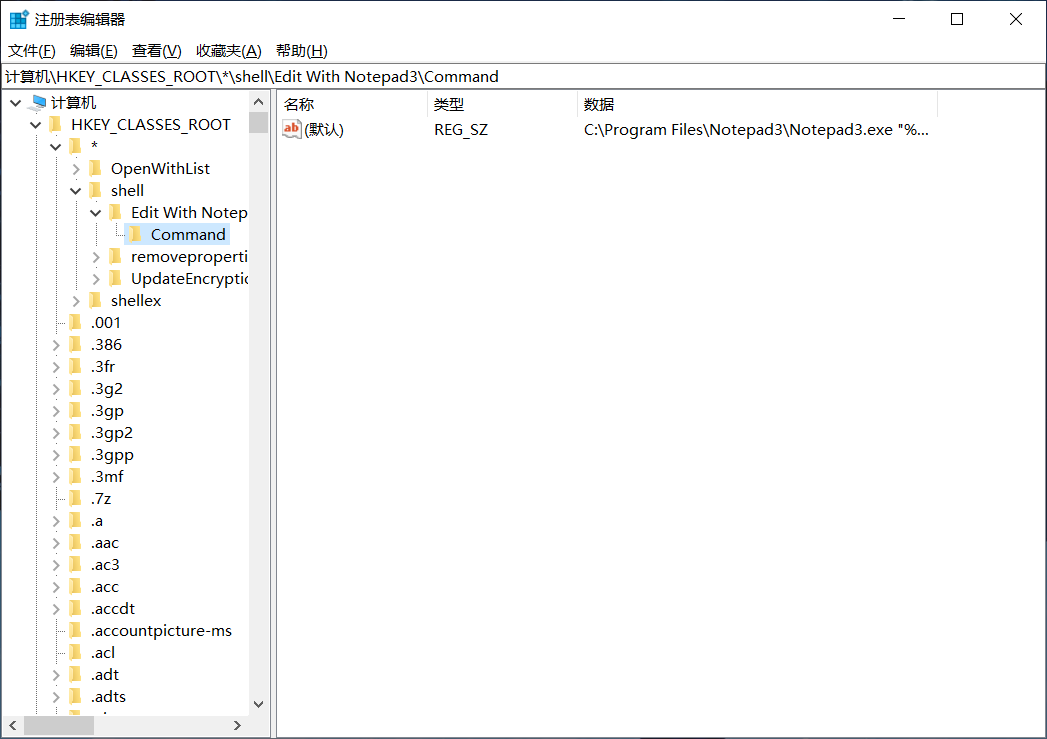 注册表编辑器
文件(F) 编辑(E) 查看(V) 收藏夹(A) 帮助(H)
计算机\HKEY_CLASSES_ROOT\*\shell\Edit With Notepad3\Command
计算机
HKEY_CLASSES_ROOT
*
OpenWithList
shell
Edit With Notep
Command
removeproperti
UpdateEncryptic
shellex
.001
.386
.3fr
.3g2
.3gp
.3gp2
.3gpp
.3mf
.7z
.a
.aac
.ac3
.acc
.accdt
.accountpicture-ms
.acl
.adt
.adts
名称 类型 数据
ab (默认) REG_SZ C:\Program Files\Notepad3\Notepad3.exe "%...